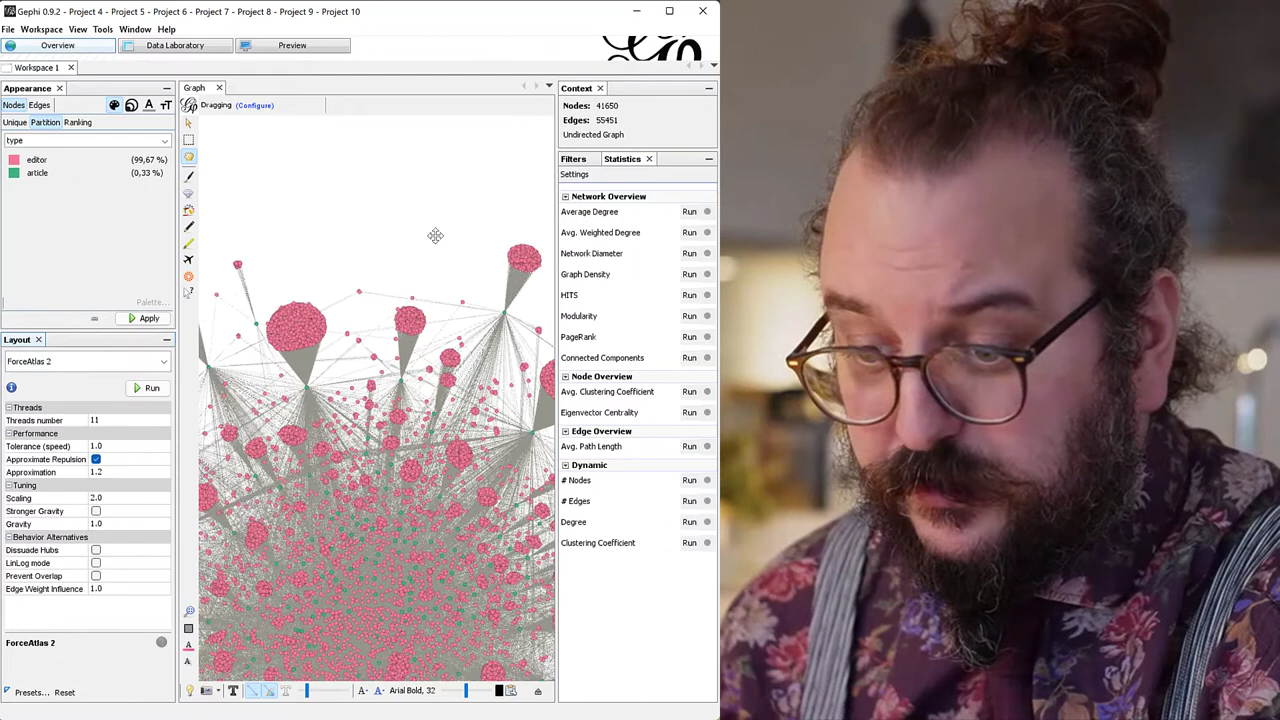 Gephi 0.9.2 - Project 4 - Project 5 - Project 6 - Project 7 - Project 8 - Project 9 - Project 10
File Workspace View Tools Window Help
Overview Data Laboratory Preview
Workspace 1
Appearance
Nodes Edges
Unique Partition Ranking
type
editor (99,67 %)
article (0,33 %)
Palette...
Apply
Layout
ForceAtlas 2
Run
Threads
Threads number 11
Performance
Tolerance (speed) 1.0
Approximate Repulsion
Approximation 1.2
Tuning
Scaling 2.0
Stronger Gravity
Gravity 1.0
Behavior Alternatives
Dissuade Hubs
LinLog mode
Prevent Overlap
Edge Weight Influence 1.0
ForceAtlas 2
Presets... Reset
Graph
Dragging (Configure)
Arial Bold, 32
Context
Nodes: 41650
Edges: 55451
Undirected Graph
Filters Statistics
Settings
Network Overview
Average Degree Run
Avg. Weighted Degree Run
Network Diameter Run
Graph Density Run
HITS Run
Modularity Run
PageRank Run
Connected Components Run
Node Overview
Avg. Clustering Coefficient Run
Eigenvector Centrality Run
Edge Overview
Avg. Path Length Run
Dynamic
# Nodes Run
# Edges Run
Degree Run
Clustering Coefficient Run